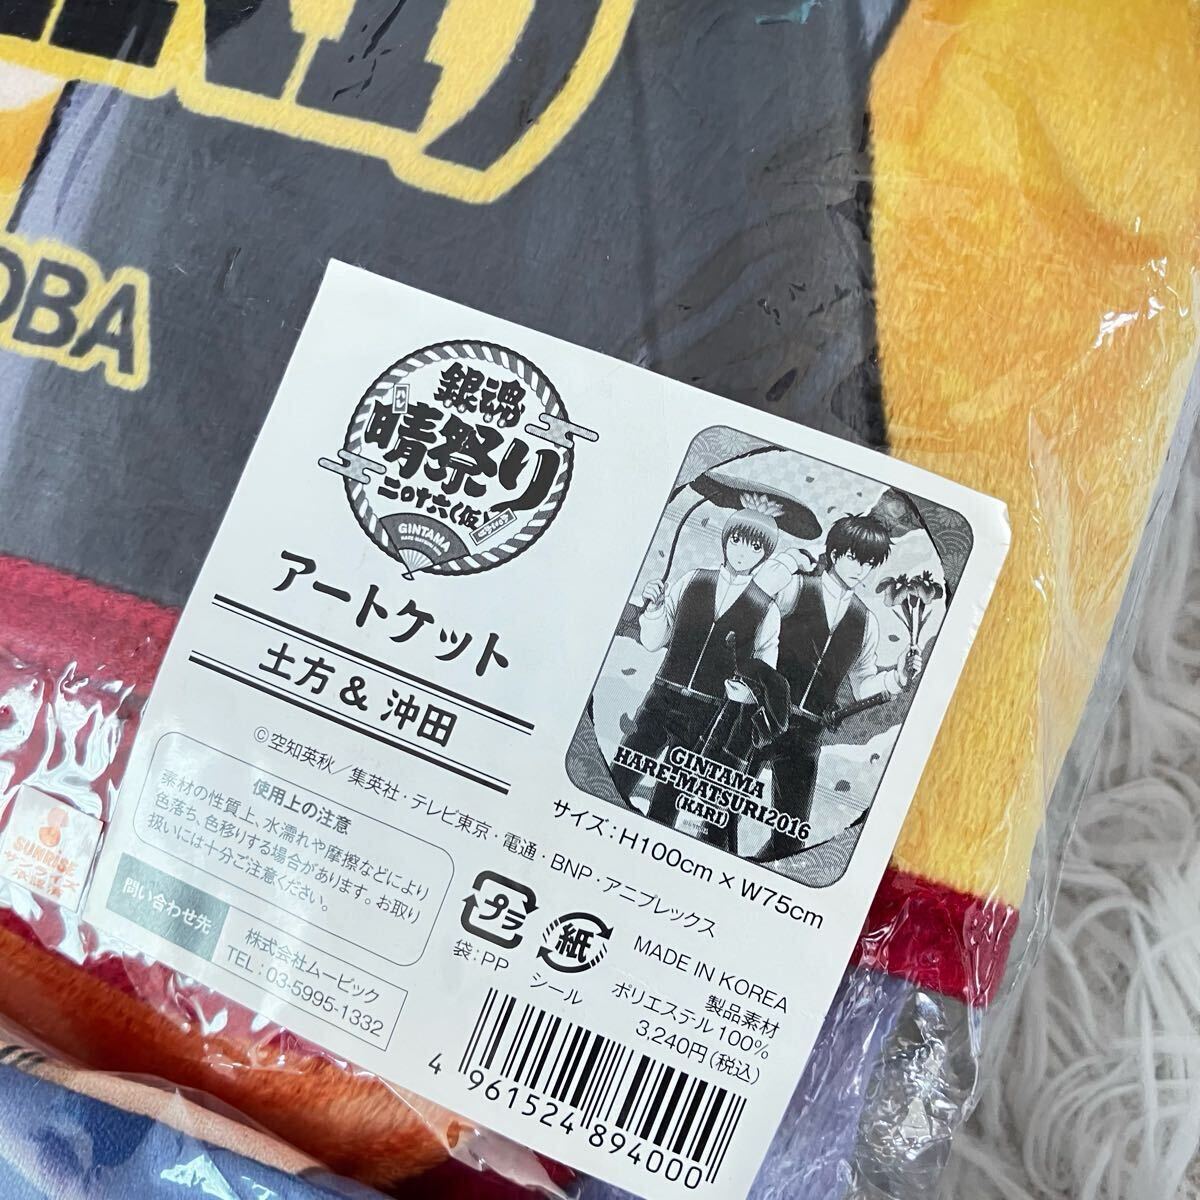 OBA
銀魂
晴祭り
二〇十六(仮)
GINTAMA
アートケット
土方 & 沖田
©空知英秋/集英社・テレビ東京・電通・BNP・アニプレックス
使用上の注意
素材の性質上、水濡れや摩擦などにより
色落ち、色移りする場合があります。お取り
扱いには十分ご注意ください。
問い合わせ先
株式会社ムービック
TEL:03-5995-1332
SUNRISE
サンライズ
GINTAMA
HARE-MATSURI2016
(KARI)
サイズ:H100cm×W75cm
プラ
袋:PP
紙
シール
MADE IN KOREA
製品素材
ポリエステル100%
3,240円(税込)
4 961524 894000